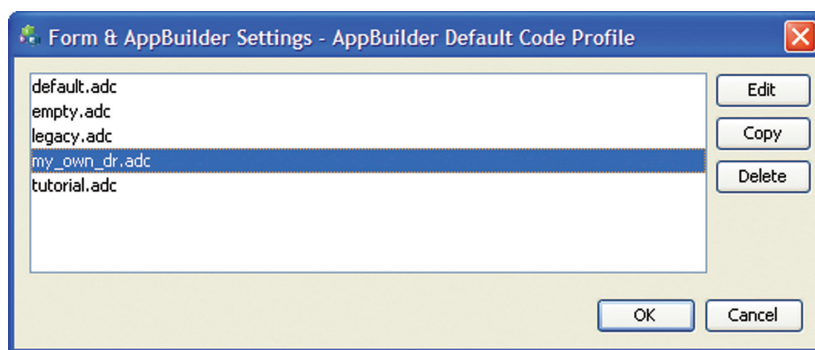 Form & AppBuilder Settings - AppBuilder Default Code Profile
default.adc
empty.adc
legacy.adc
my_own_dr.adc
tutorial.adc
Edit
Copy
Delete
OK
Cancel